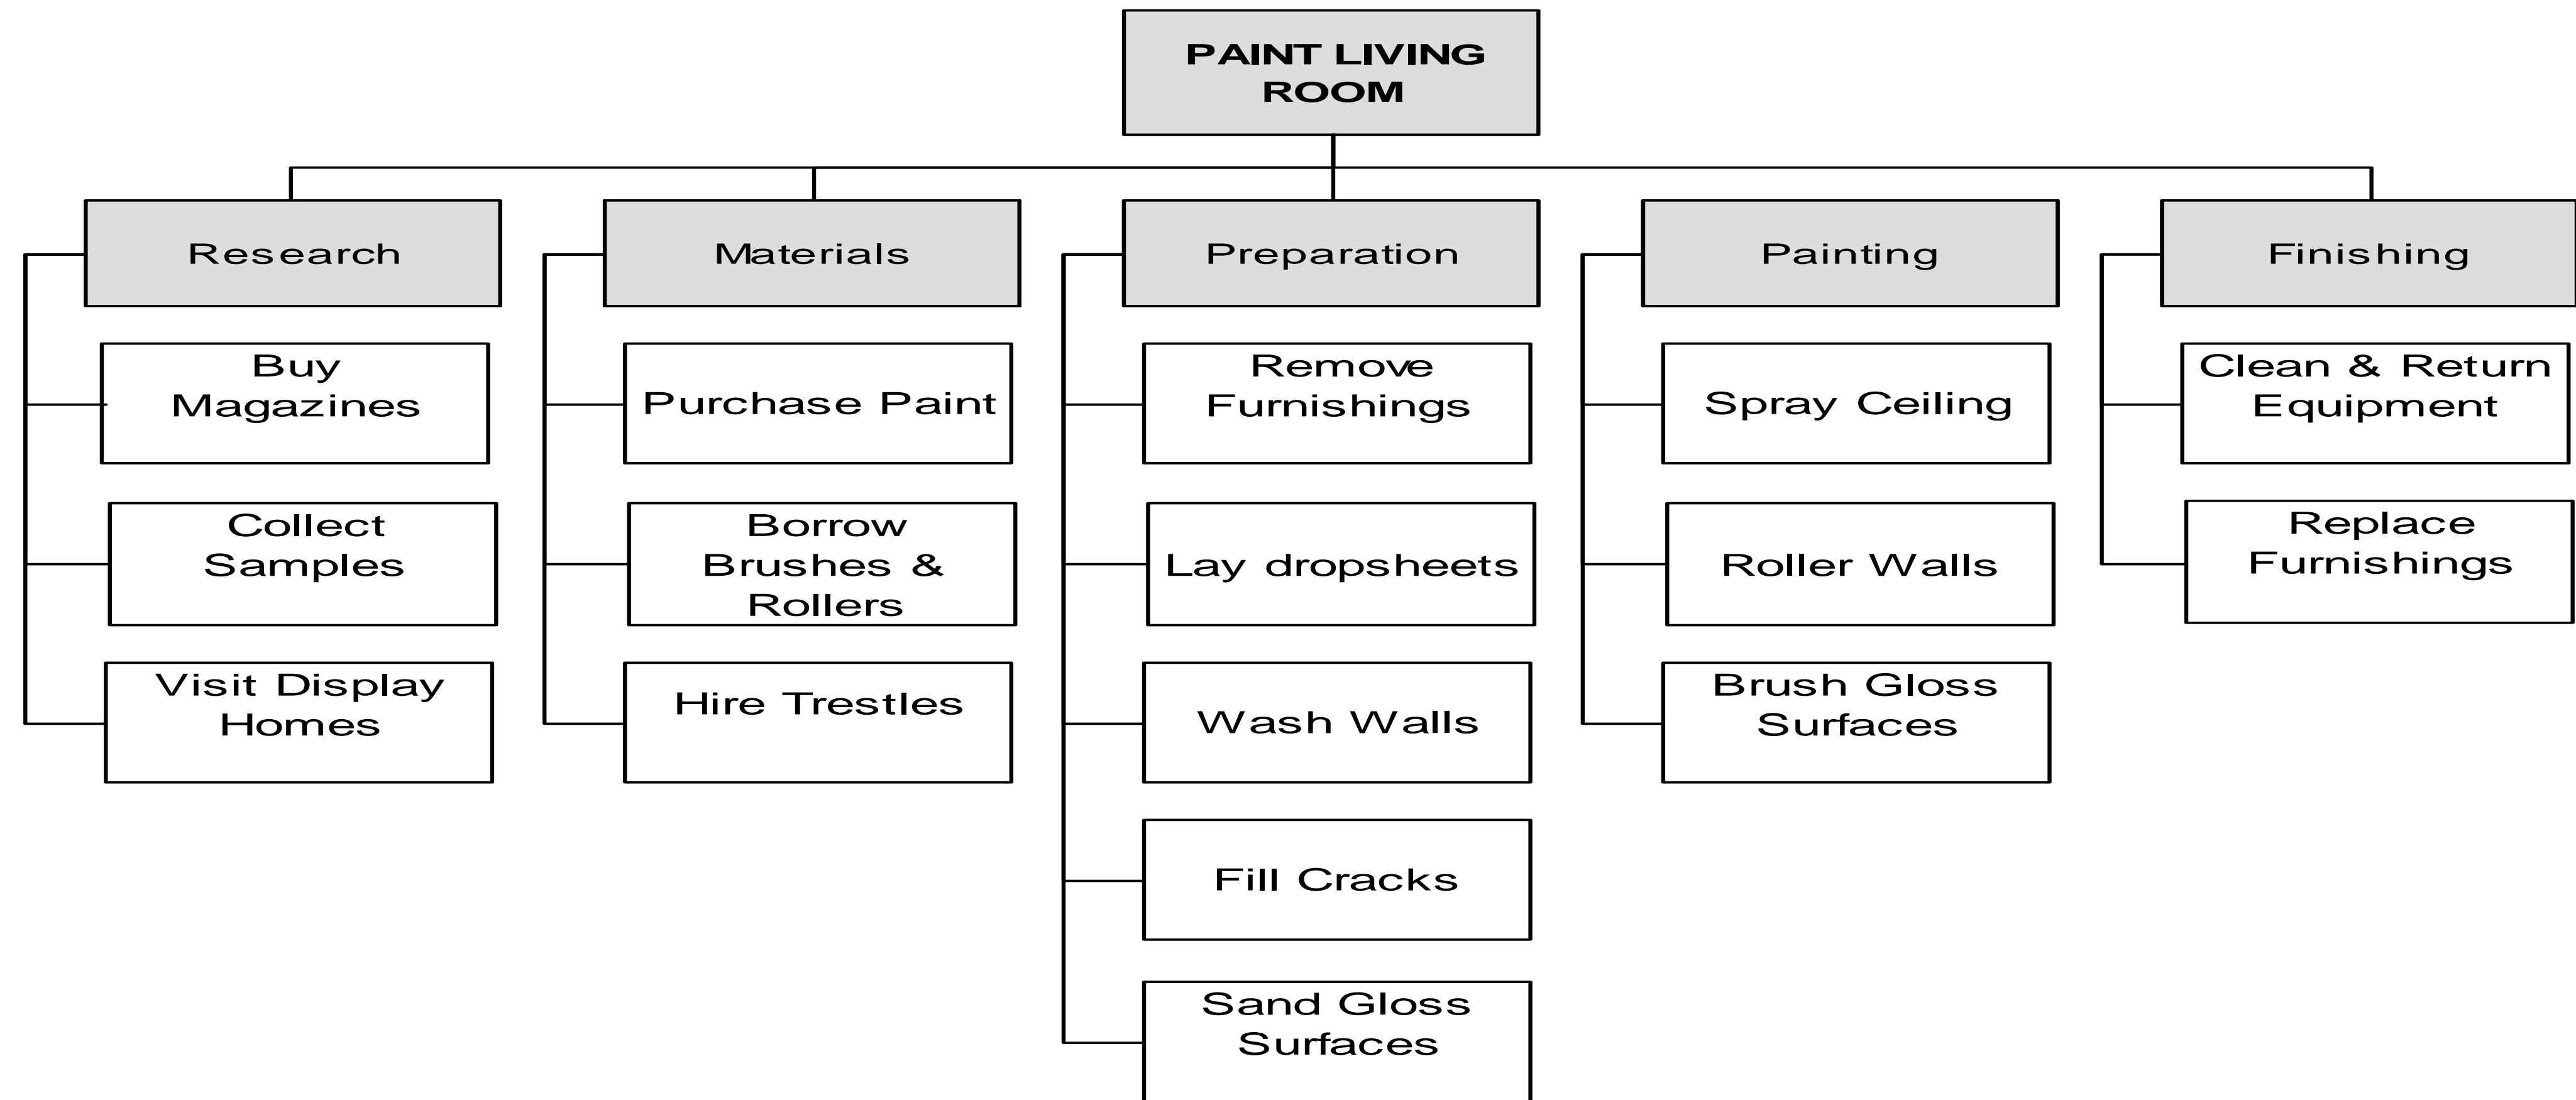 PAINT LIVING
ROOM
Research
Materials
Preparation
Painting
Finishing
Buy
Magazines
Collect
Samples
Visit Display
Homes
Purchase Paint
Borrow
Brushes &
Rollers
Hire Trestles
Remove
Furnishings
Lay dropsheets
Wash Walls
Fill Cracks
Sand Gloss
Surfaces
Spray Ceiling
Roller Walls
Brush Gloss
Surfaces
Clean & Return
Equipment
Replace
Furnishings